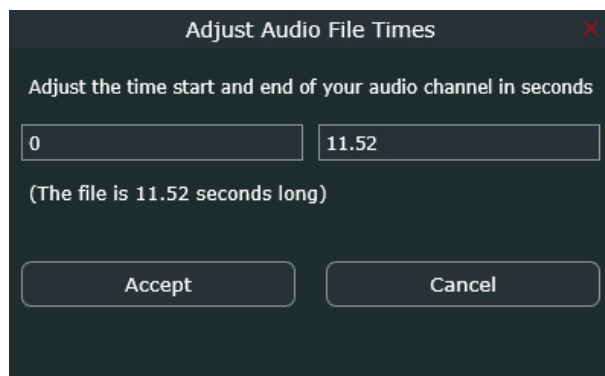 Adjust Audio File Times
Adjust the time start and end of your audio channel in seconds
0 11.52
(The file is 11.52 seconds long)
Accept Cancel